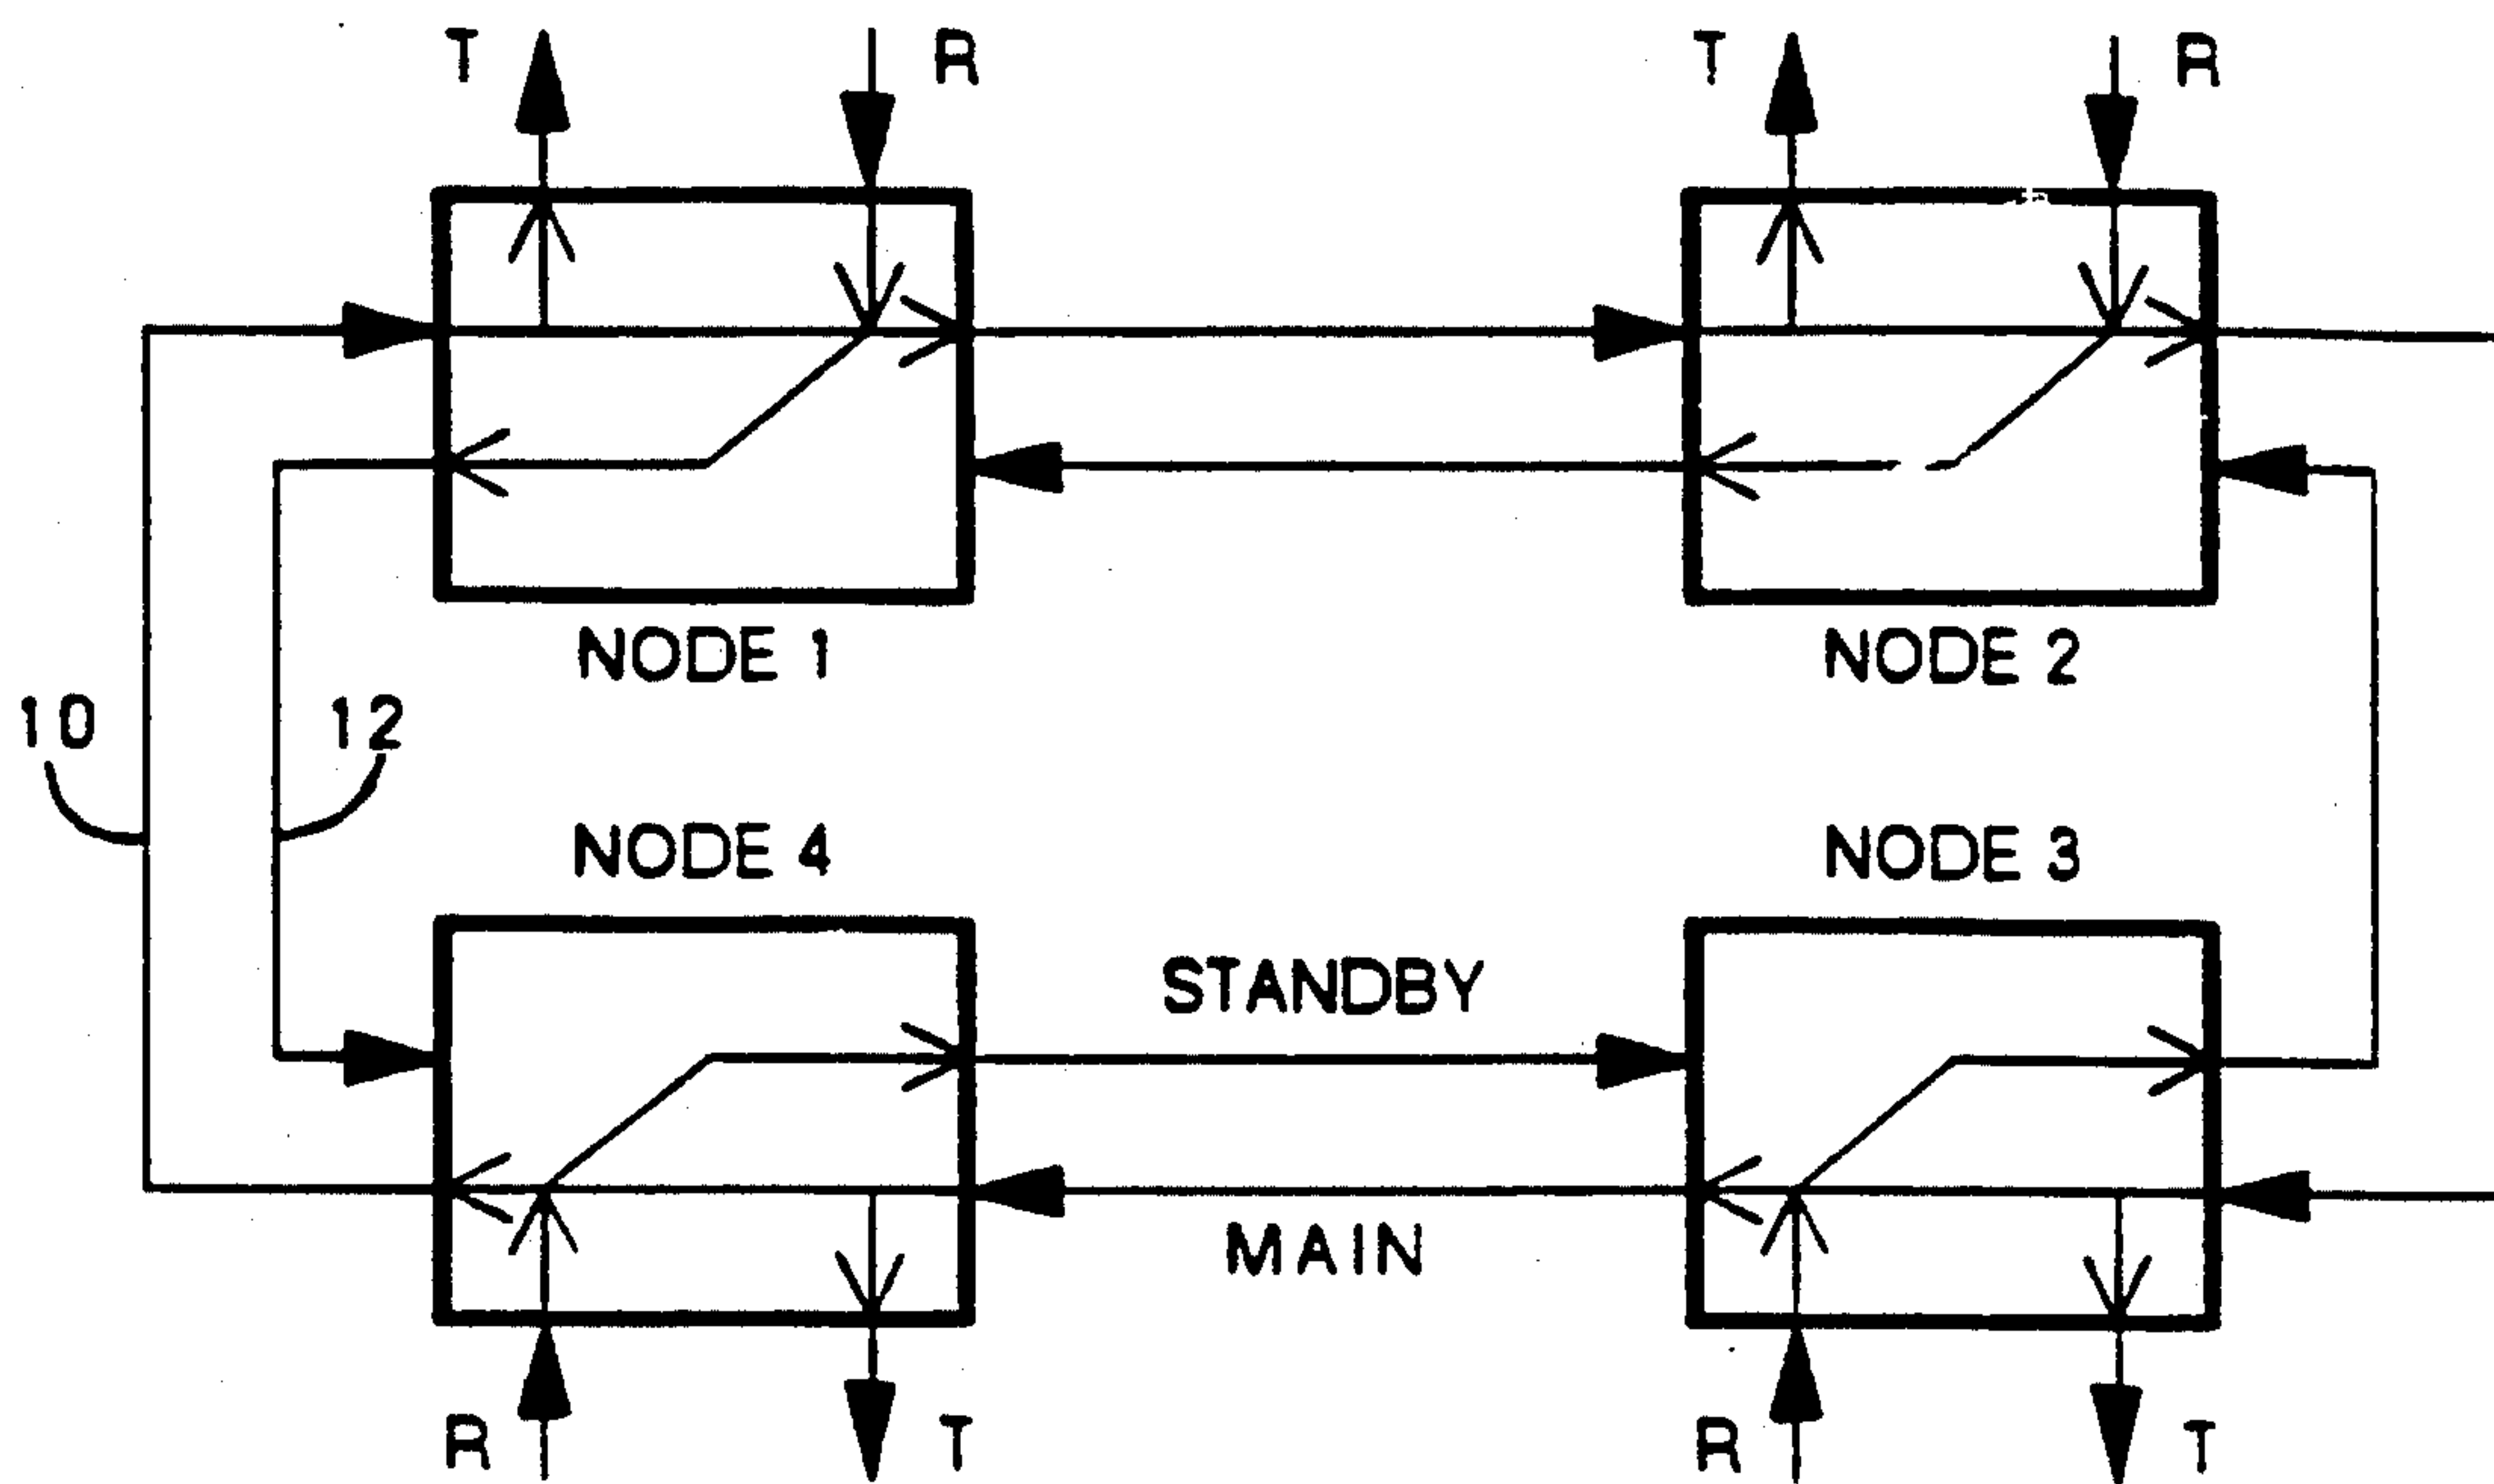 T R T R
NODE 1 NODE 2
10 12
NODE 4 NODE 3
STANDBY
MAIN
R T R T